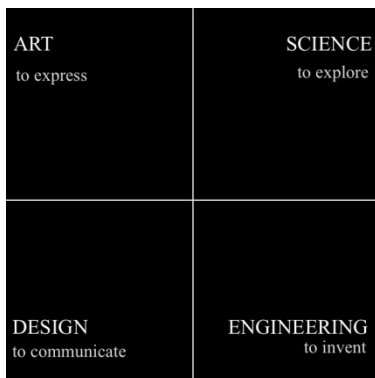 ART
to express
SCIENCE
to explore
DESIGN
to communicate
ENGINEERING
to invent